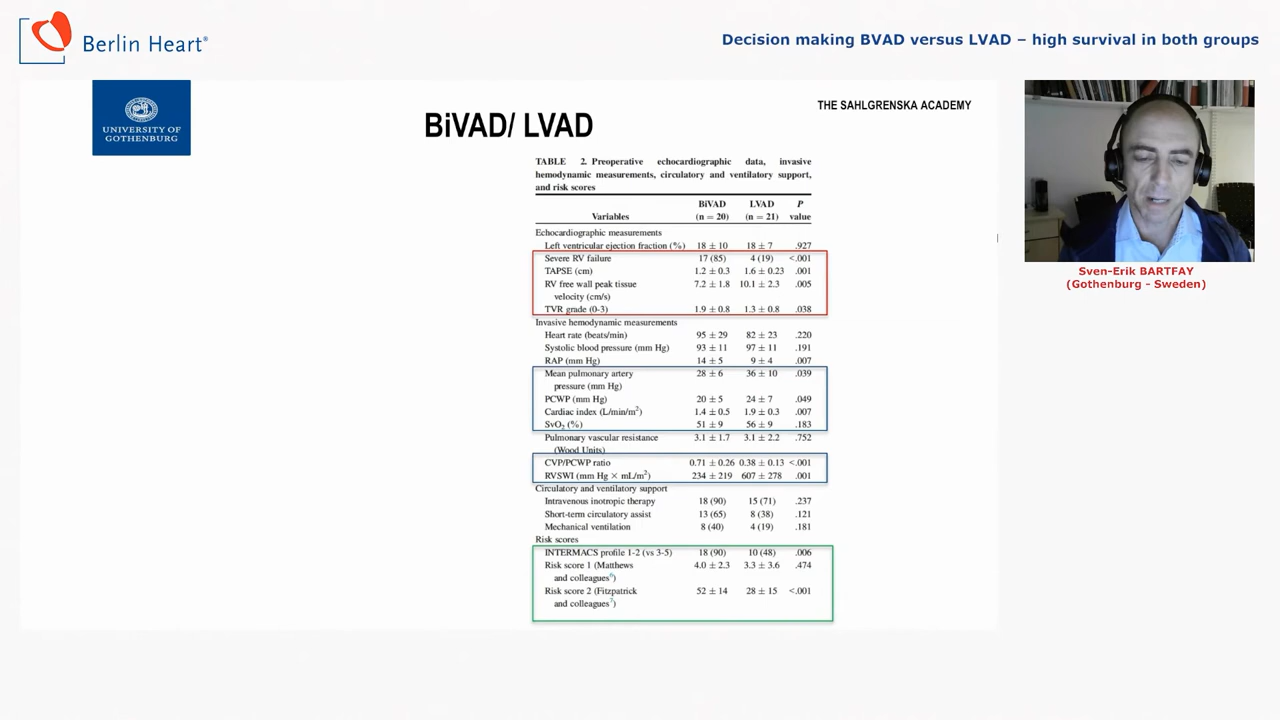 Berlin Heart®
Decision making BVAD versus LVAD – high survival in both groups
UNIVERSITY OF
GOTHENBURG
THE SAHLGRENSKA ACADEMY
BiVAD/ LVAD
TABLE 2. Preoperative echocardiographic data, invasive
hemodynamic measurements, circulatory and ventilatory support,
and risk scores
BiVAD LVAD P
Variables (n = 20) (n = 21) value
Echocardiographic measurements
Left ventricular ejection fraction (%) 18 ± 10 18 ± 7 .927
Severe RV failure 17 (85) 4 (19) <.001
TAPSE (cm) 1.2 ± 0.3 1.6 ± 0.23 .001
RV free wall peak tissue 7.2 ± 1.8 10.1 ± 2.3 .005
velocity (cm/s)
TVR grade (0-3) 1.9 ± 0.8 1.3 ± 0.8 .038
Invasive hemodynamic measurements
Heart rate (beats/min) 95 ± 29 82 ± 23 .220
Systolic blood pressure (mm Hg) 93 ± 11 97 ± 11 .191
RAP (mm Hg) 14 ± 5 9 ± 4 .007
Mean pulmonary artery 28 ± 6 36 ± 10 .039
pressure (mm Hg)
PCWP (mm Hg) 20 ± 5 24 ± 7 .049
Cardiac index (L/min/m²) 1.4 ± 0.5 1.9 ± 0.3 .007
SvO₂ (%) 51 ± 9 56 ± 9 .183
Pulmonary vascular resistance 3.1 ± 1.7 3.1 ± 2.2 .752
(Wood Units)
CVP/PCWP ratio 0.71 ± 0.26 0.38 ± 0.13 <.001
RVSWI (mm Hg × mL/m²) 234 ± 219 607 ± 278 .001
Circulatory and ventilatory support
Intravenous inotropic therapy 18 (90) 15 (71) .237
Short-term circulatory assist 13 (65) 8 (38) .121
Mechanical ventilation 8 (40) 4 (19) .181
Risk scores
INTERMACS profile 1-2 (vs 3-5) 18 (90) 10 (48) .006
Risk score 1 (Matthews 4.0 ± 2.3 3.3 ± 3.6 .474
and colleagues⁶)
Risk score 2 (Fitzpatrick 52 ± 14 28 ± 15 <.001
and colleagues⁷)
Sven-Erik BARTFAY
(Gothenburg - Sweden)